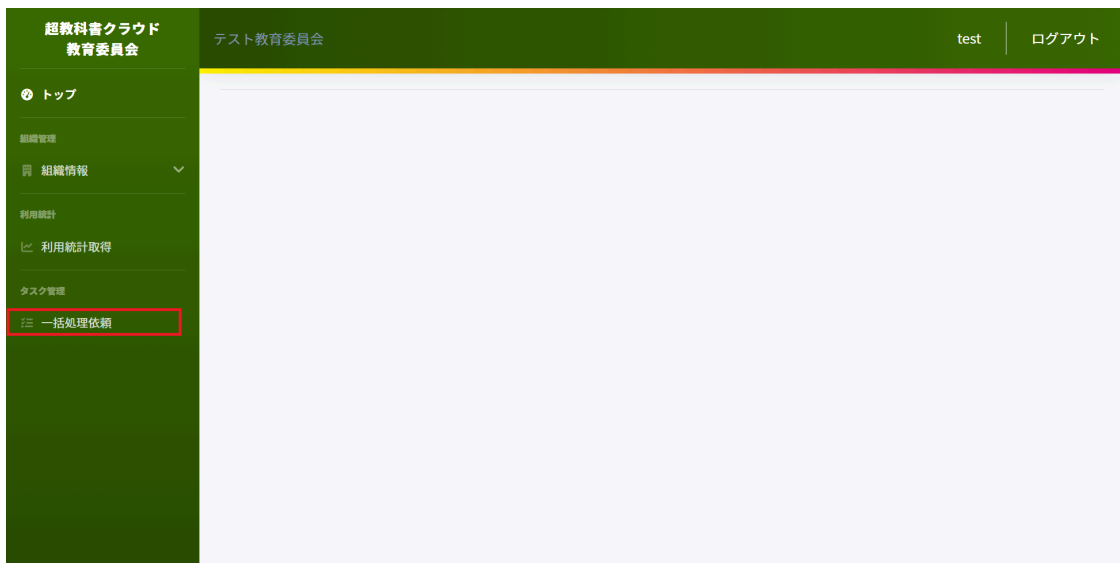 超教科書クラウド
教育委員会
テスト教育委員会
test
ログアウト
トップ
組織管理
組織情報
利用統計
利用統計取得
タスク管理
一括処理依頼